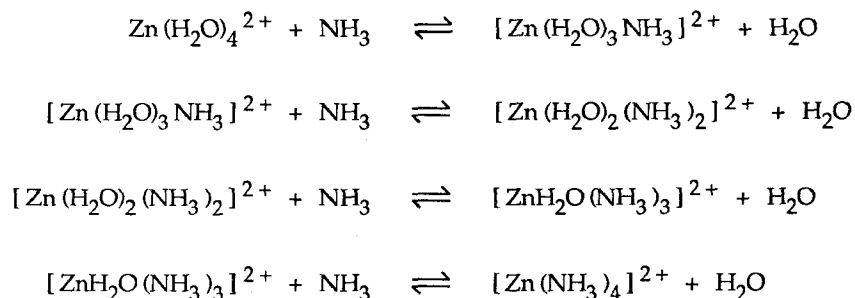 Zn(H₂O)₄²⁺ + NH₃ ⇌ [Zn(H₂O)₃NH₃]²⁺ + H₂O
[Zn(H₂O)₃NH₃]²⁺ + NH₃ ⇌ [Zn(H₂O)₂(NH₃)₂]²⁺ + H₂O
[Zn(H₂O)₂(NH₃)₂]²⁺ + NH₃ ⇌ [ZnH₂O(NH₃)₃]²⁺ + H₂O
[ZnH₂O(NH₃)₃]²⁺ + NH₃ ⇌ [Zn(NH₃)₄]²⁺ + H₂O